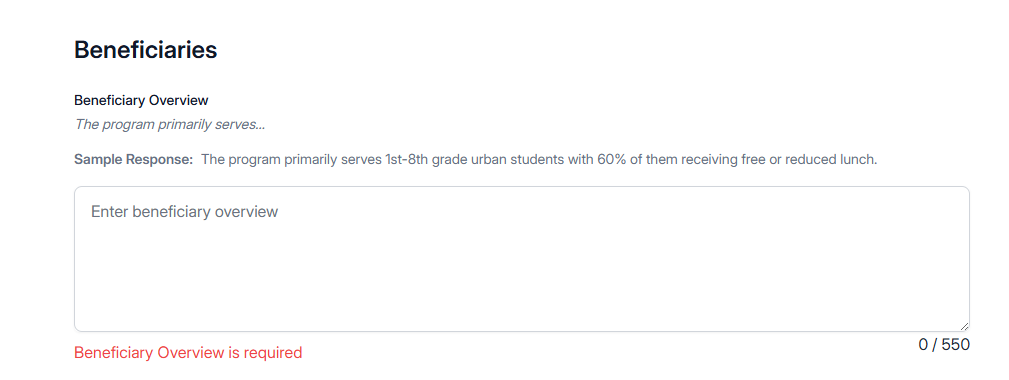 Beneficiaries
Beneficiary Overview
The program primarily serves...
Sample Response: The program primarily serves 1st-8th grade urban students with 60% of them receiving free or reduced lunch.
Enter beneficiary overview
Beneficiary Overview is required
0 / 550